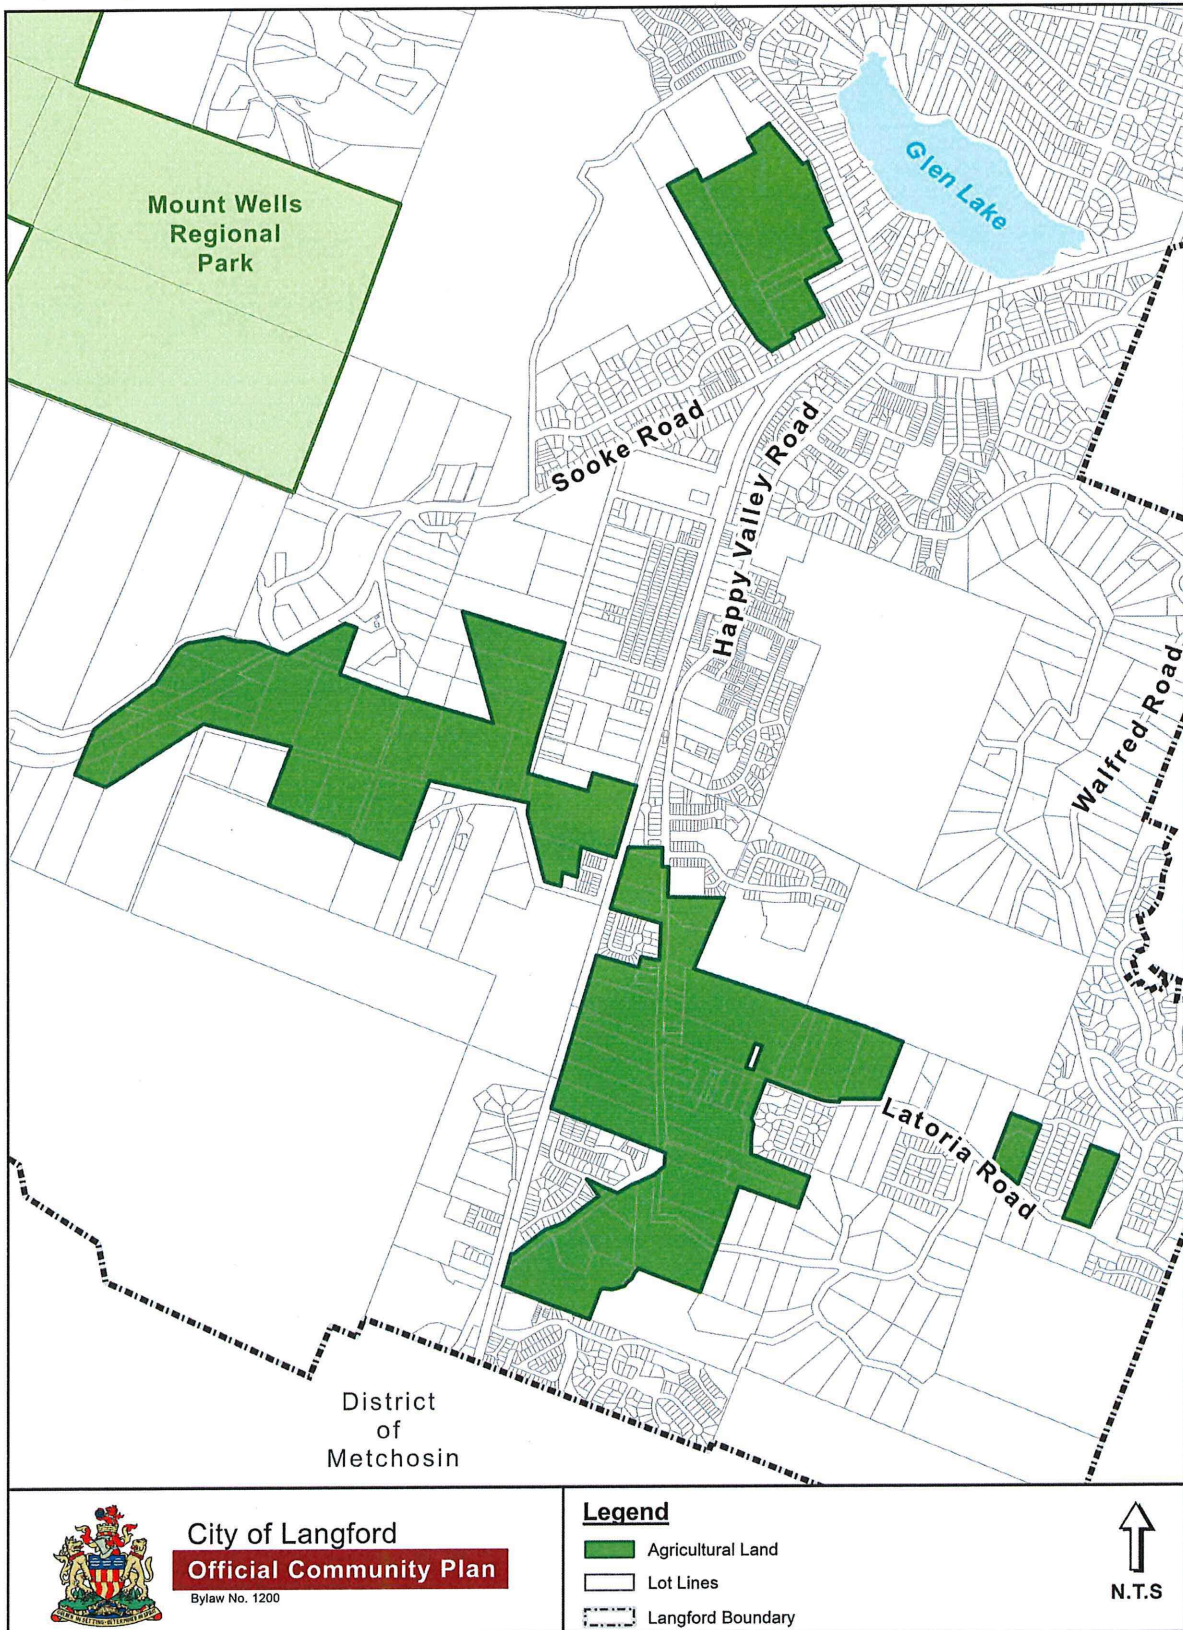 Mount Wells
Regional
Park
Glen Lake
Sooke Road
Happy Valley Road
Walfred Road
Latoria Road
District
of
Metchosin
City of Langford
Official Community Plan
Bylaw No. 1200
Legend
Agricultural Land
Lot Lines
Langford Boundary
N.T.S